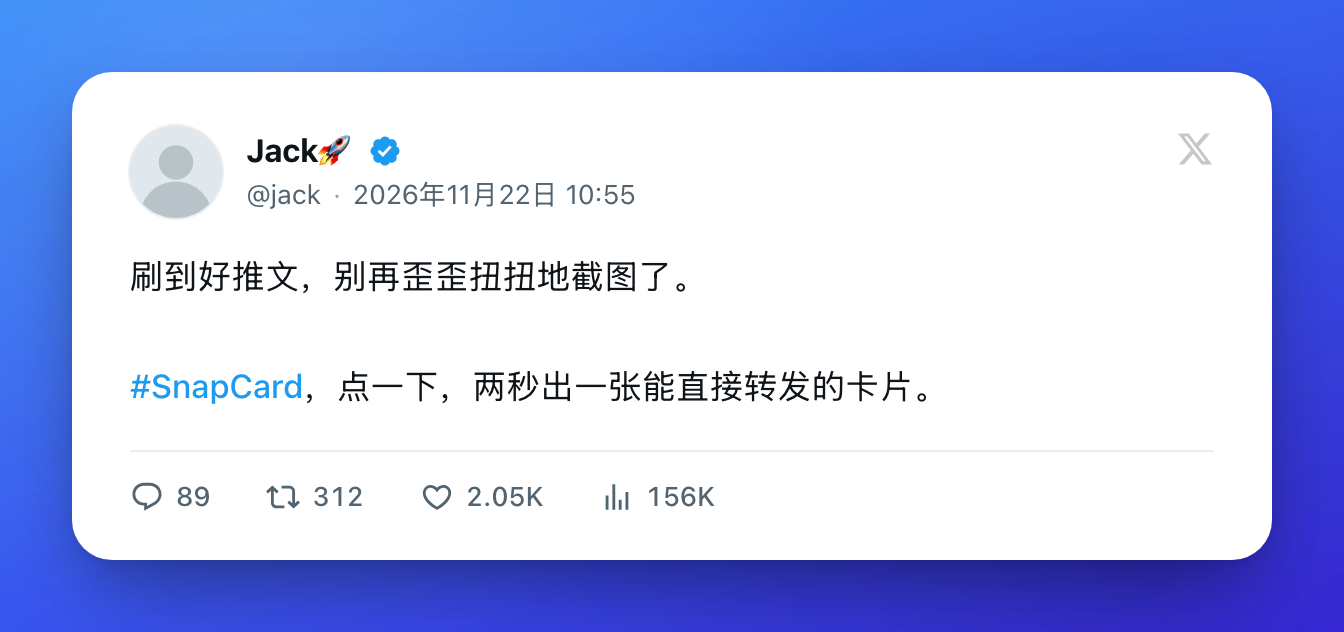 Jack🚀
@jack · 2026年11月22日 10:55
刷到好推文，别再歪歪扭扭地截图了。
#SnapCard，点一下，两秒出一张能直接转发的卡片。
89 312 2.05K 156K